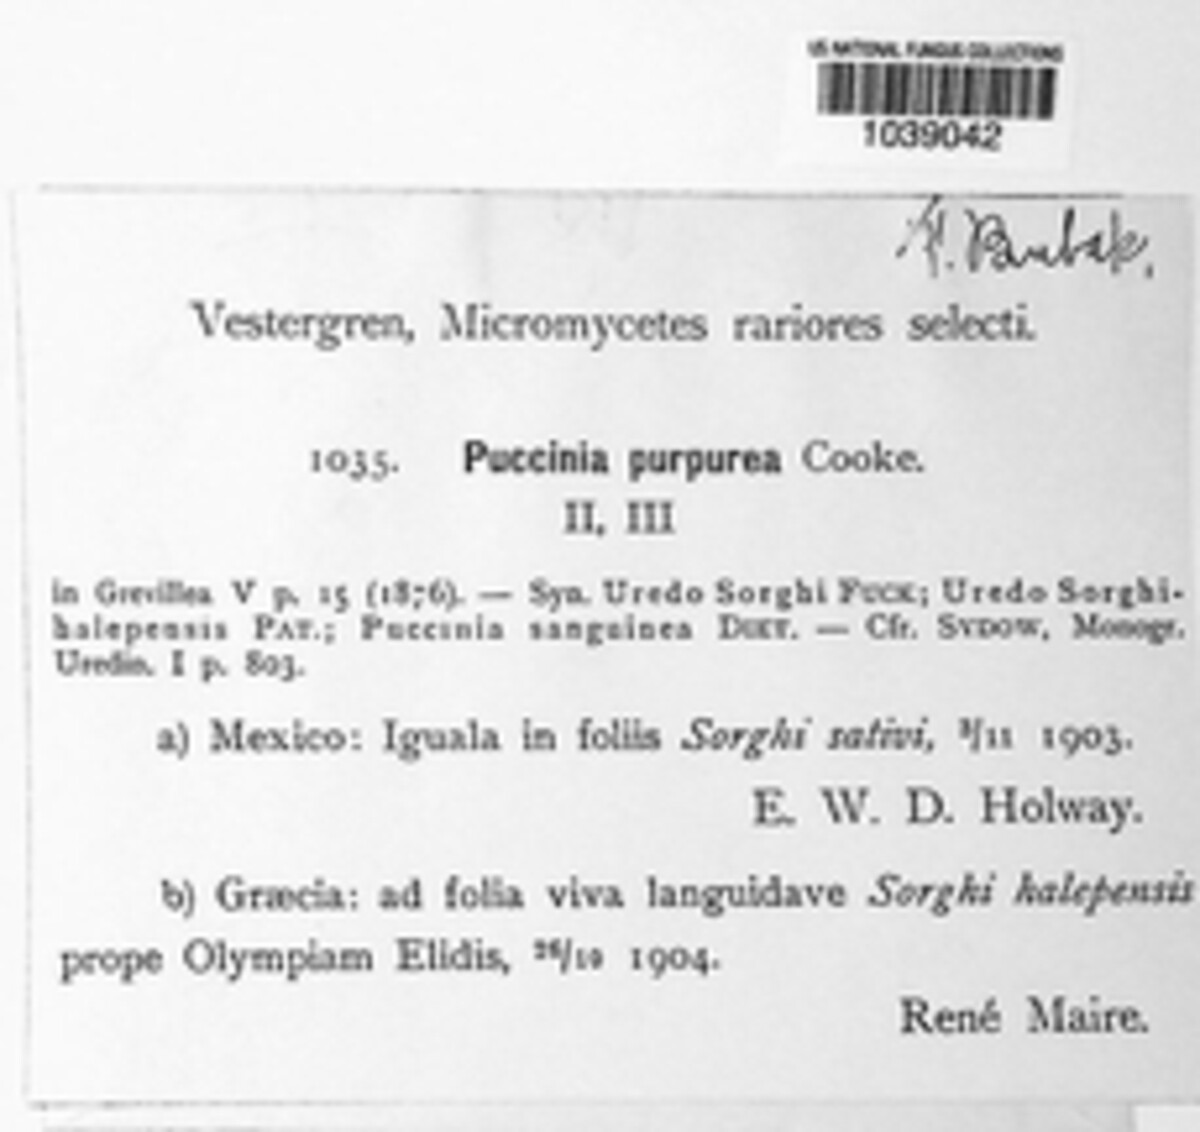 US NATIONAL FUNGUS COLLECTIONS
1039042
Bubak.
Vestergren, Micromycetes rariores selecti.
1035. Puccinia purpurea Cooke.
II, III
in Grevillea V p. 15 (1876). — Syn. Uredo Sorghi FUCK; Uredo Sorghi-
halepensis PAT.; Puccinia sanguinea DIET. — Cfr. SYDOW, Monogr.
Uredin. I p. 803.
a) Mexico: Iguala in foliis Sorghi sativi, 3/11 1903.
E. W. D. Holway.
b) Græcia: ad folia viva languidave Sorghi halepensis
prope Olympiam Elidis, 26/10 1904.
René Maire.